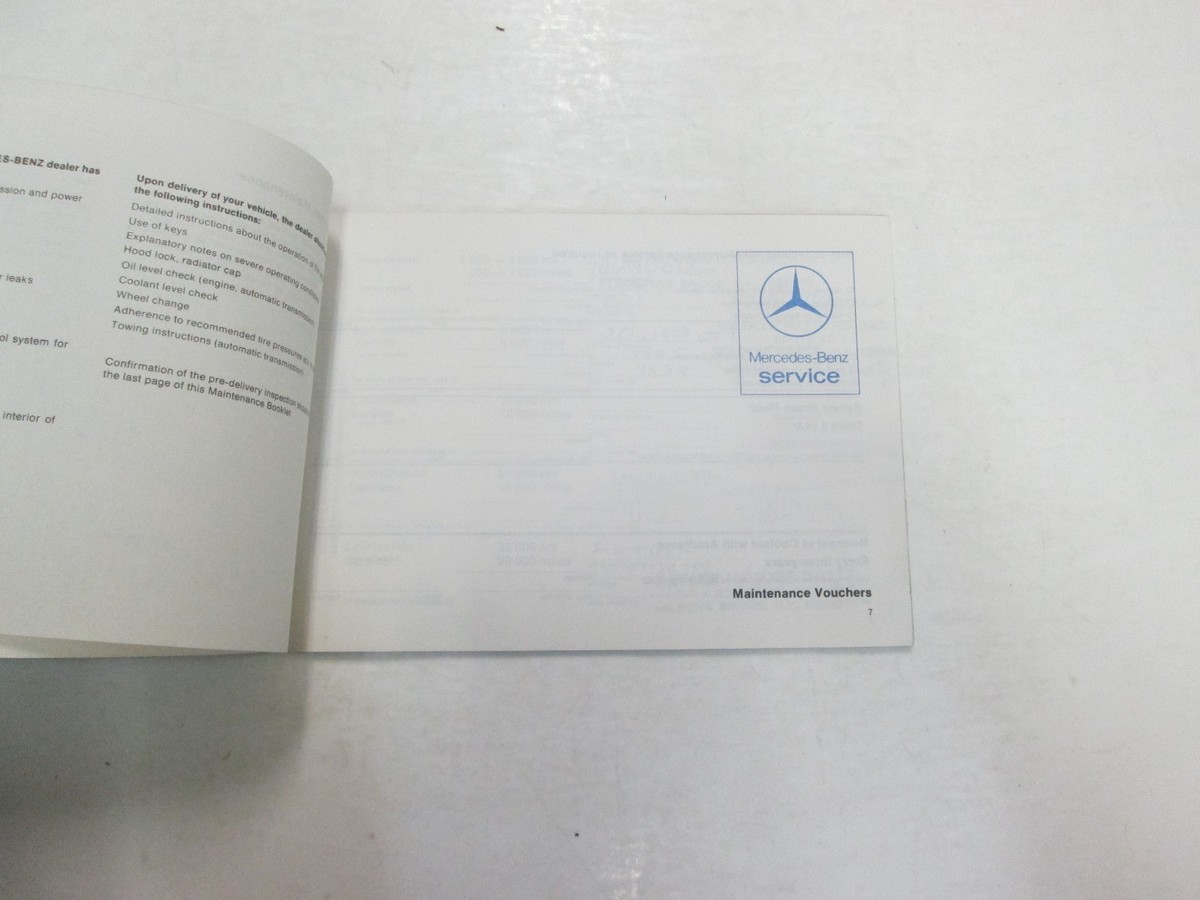 ES-BENZ dealer has
ssion and power
r leaks
ol system for
interior of
Upon delivery of your vehicle, the dealer
the following instructions:
Detailed instructions about the operation of
Use of keys
Explanatory notes on severe operating conditions
Hood lock, radiator cap
Oil level check (engine, automatic transmission)
Coolant level check
Wheel change
Adherence to recommended tire pressures
Towing instructions (automatic transmission).
Confirmation of the pre-delivery inspection
the last page of this Maintenance Booklet
Mercedes-Benz
service
Maintenance Vouchers
7